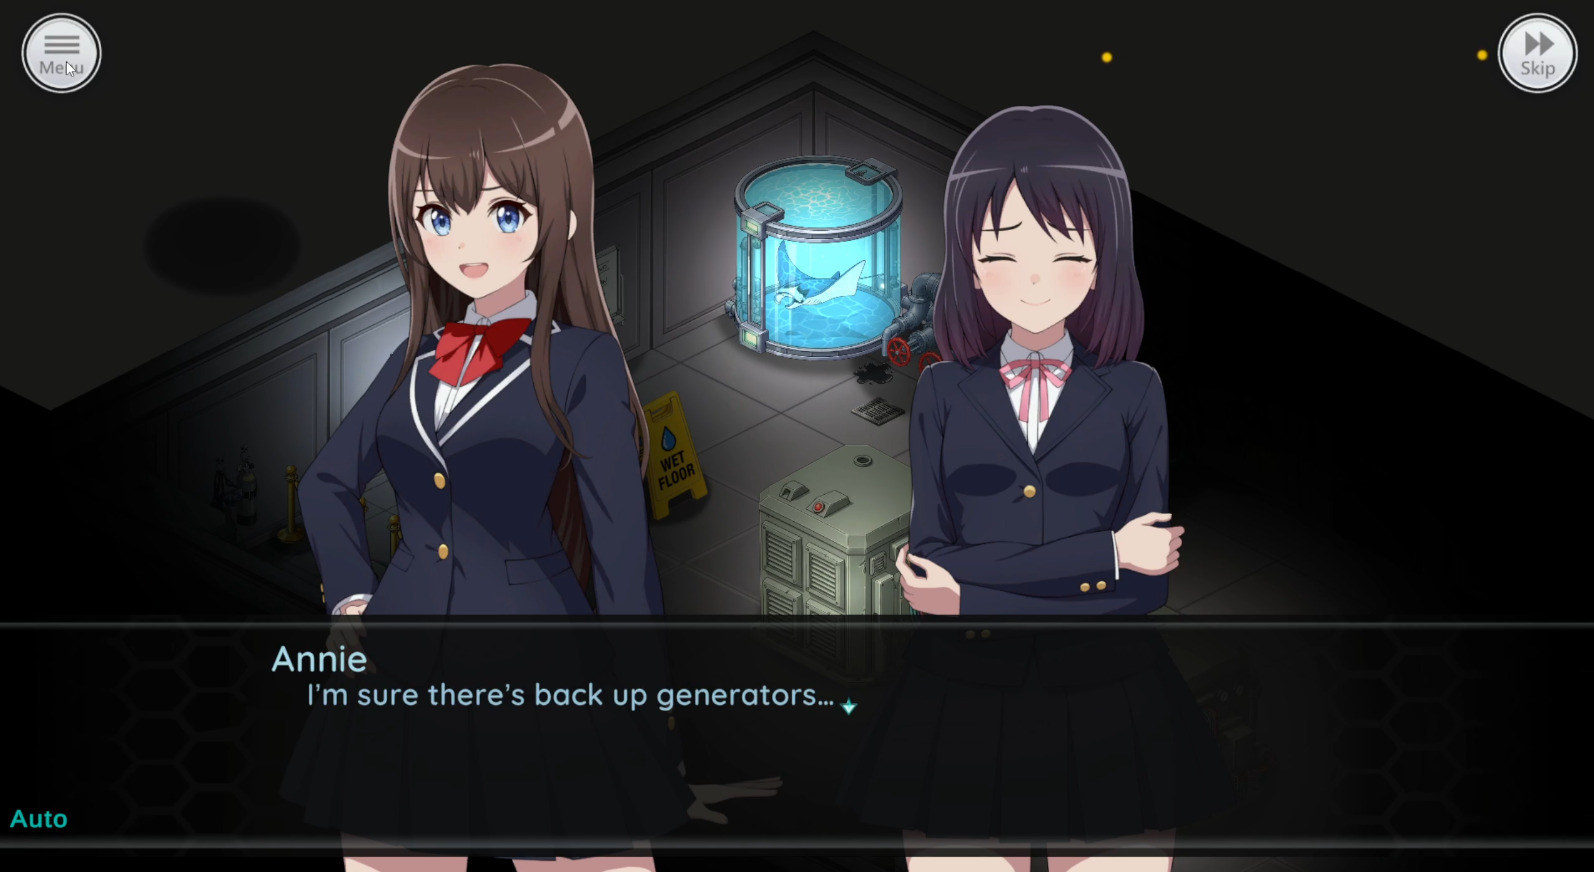 Menu
Skip
WET
FLOOR
Annie
I'm sure there's back up generators...
Auto